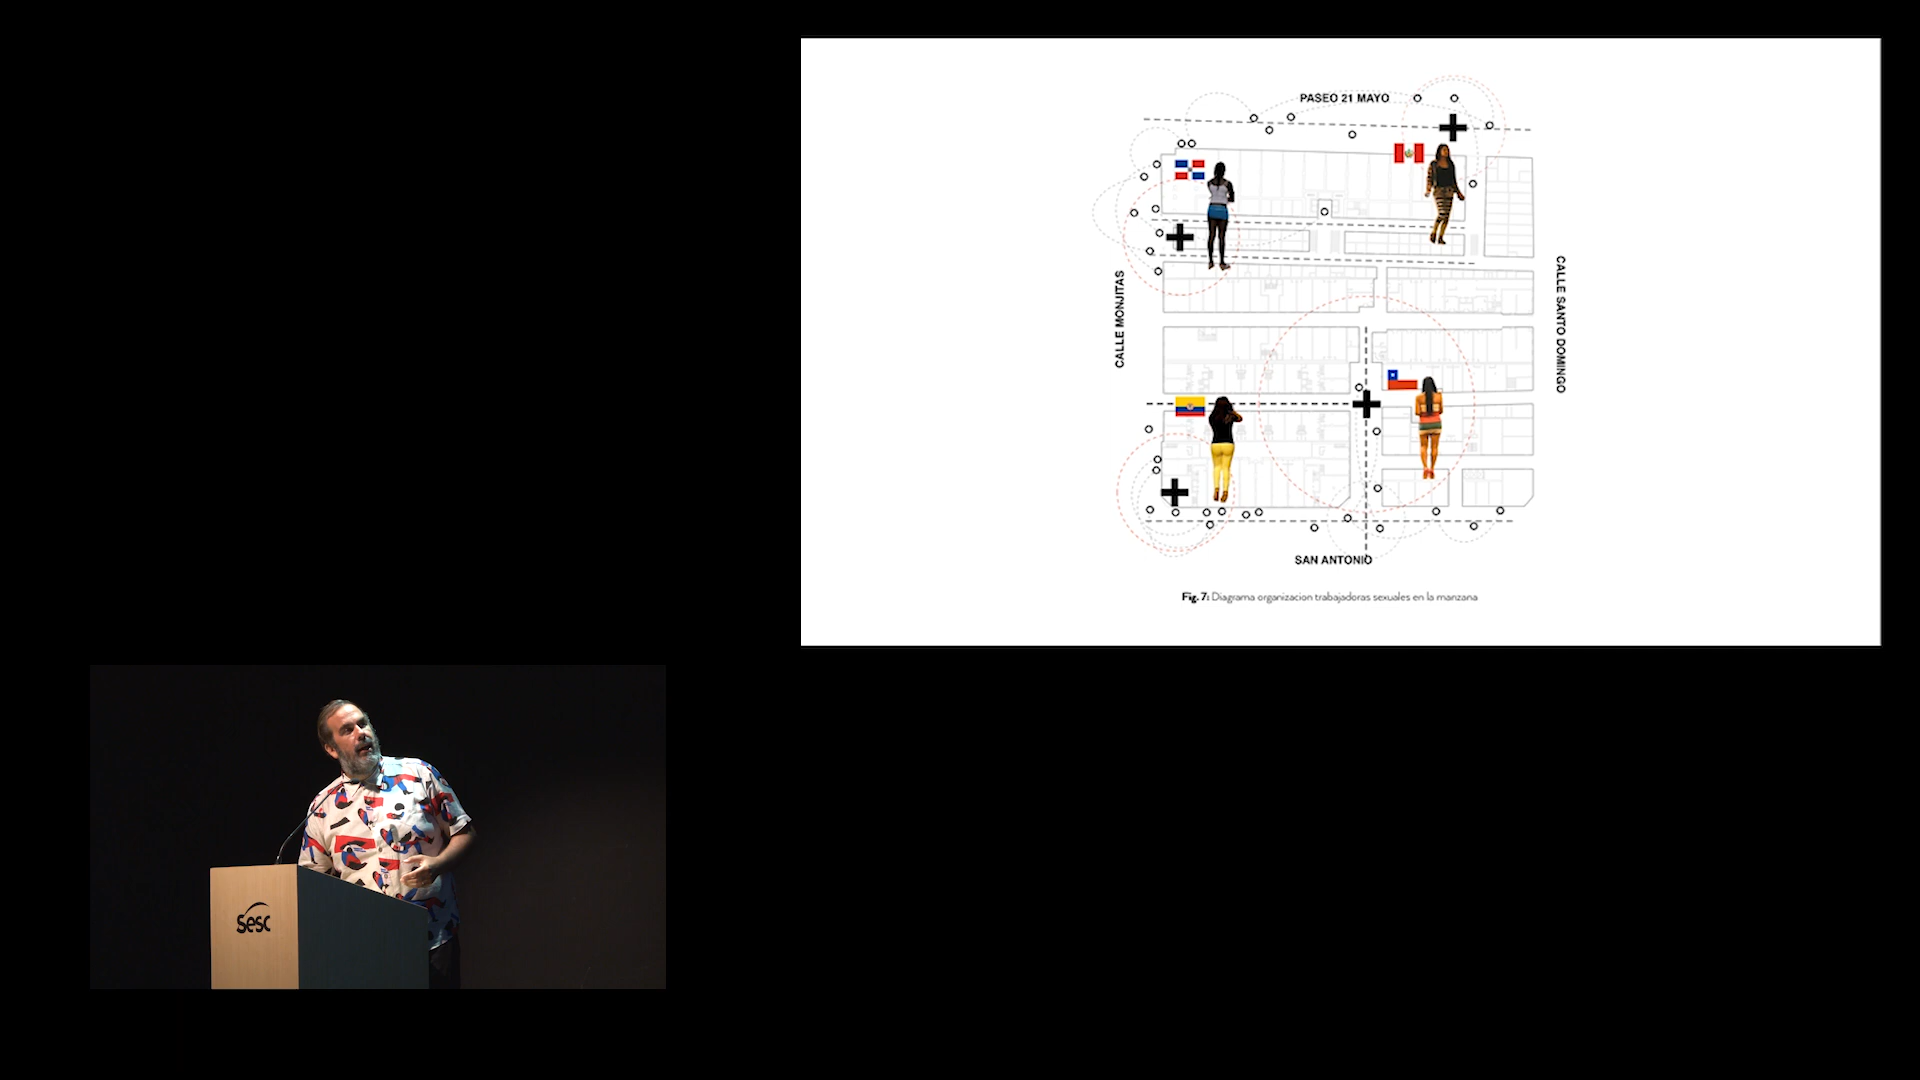 PASEO 21 MAYO
CALLE MONJITAS
CALLE SANTO DOMINGO
SAN ANTONIO
Fig. 7: Diagrama organizacion trabajadoras sexuales en la manzana
Sesc